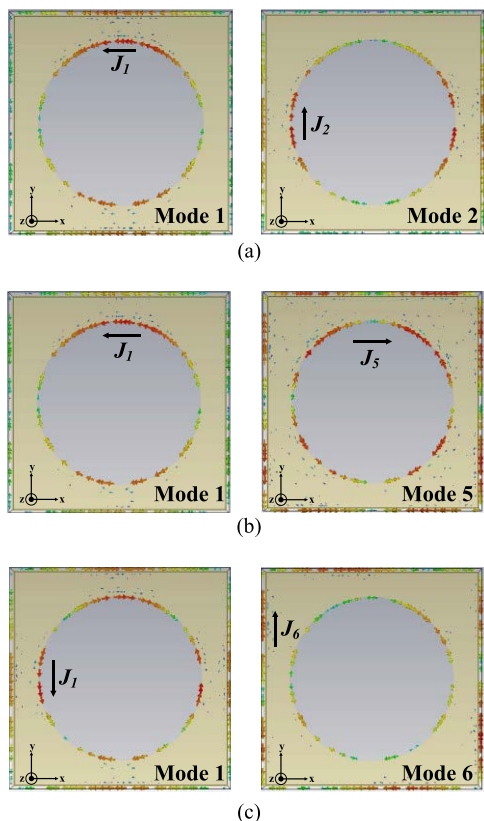 J1
y
z x
Mode 1
J2
y
z x
Mode 2
(a)
J1
y
z x
Mode 1
J5
y
z x
Mode 5
(b)
J1
y
z x
Mode 1
J6
y
z x
Mode 6
(c)